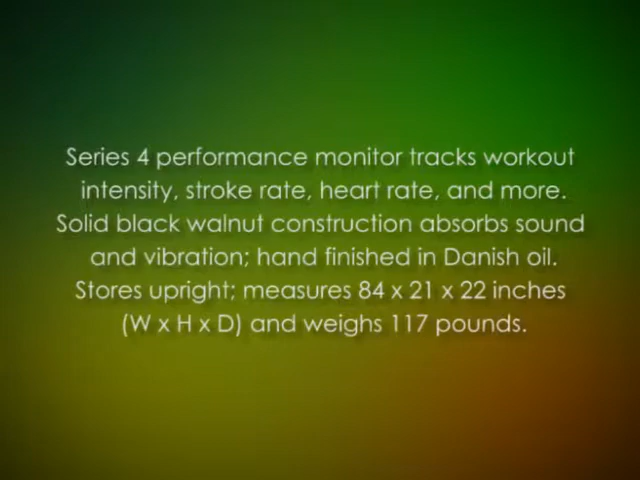 Series 4 performance monitor tracks workout
intensity, stroke rate, heart rate, and more.
Solid black walnut construction absorbs sound
and vibration; hand finished in Danish oil.
Stores upright; measures 84 x 21 x 22 inches
(W x H x D) and weighs 117 pounds.